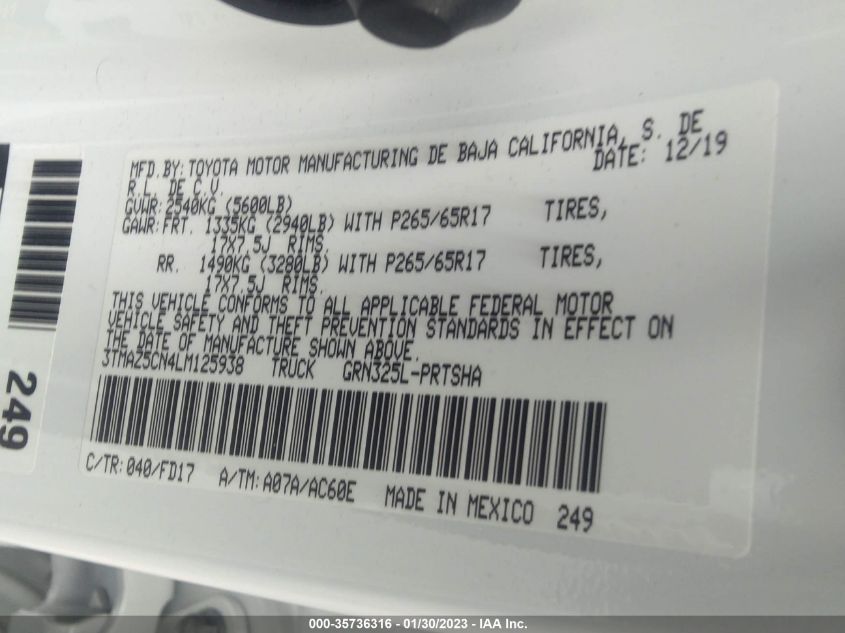 MFD. BY: TOYOTA MOTOR MANUFACTURING DE BAJA CALIFORNIA, S. DE
R.L. DE C.V. DATE: 12/19
GVWR: 2540KG (5600LB)
GAWR: FRT. 1335KG (2940LB) WITH P265/65R17 TIRES,
17X7.5J RIMS
RR. 1490KG (3280LB) WITH P265/65R17 TIRES,
17X7.5J RIMS.
THIS VEHICLE CONFORMS TO ALL APPLICABLE FEDERAL MOTOR
VEHICLE SAFETY AND THEFT PREVENTION STANDARDS IN EFFECT ON
THE DATE OF MANUFACTURE SHOWN ABOVE.
3TMAZ5CN4LM125938 TRUCK GRN325L-PRTSHA
C/TR: 040/FD17 A/TM: A07A/AC60E MADE IN MEXICO 249
249
000-35736316 - 01/30/2023 - IAA Inc.